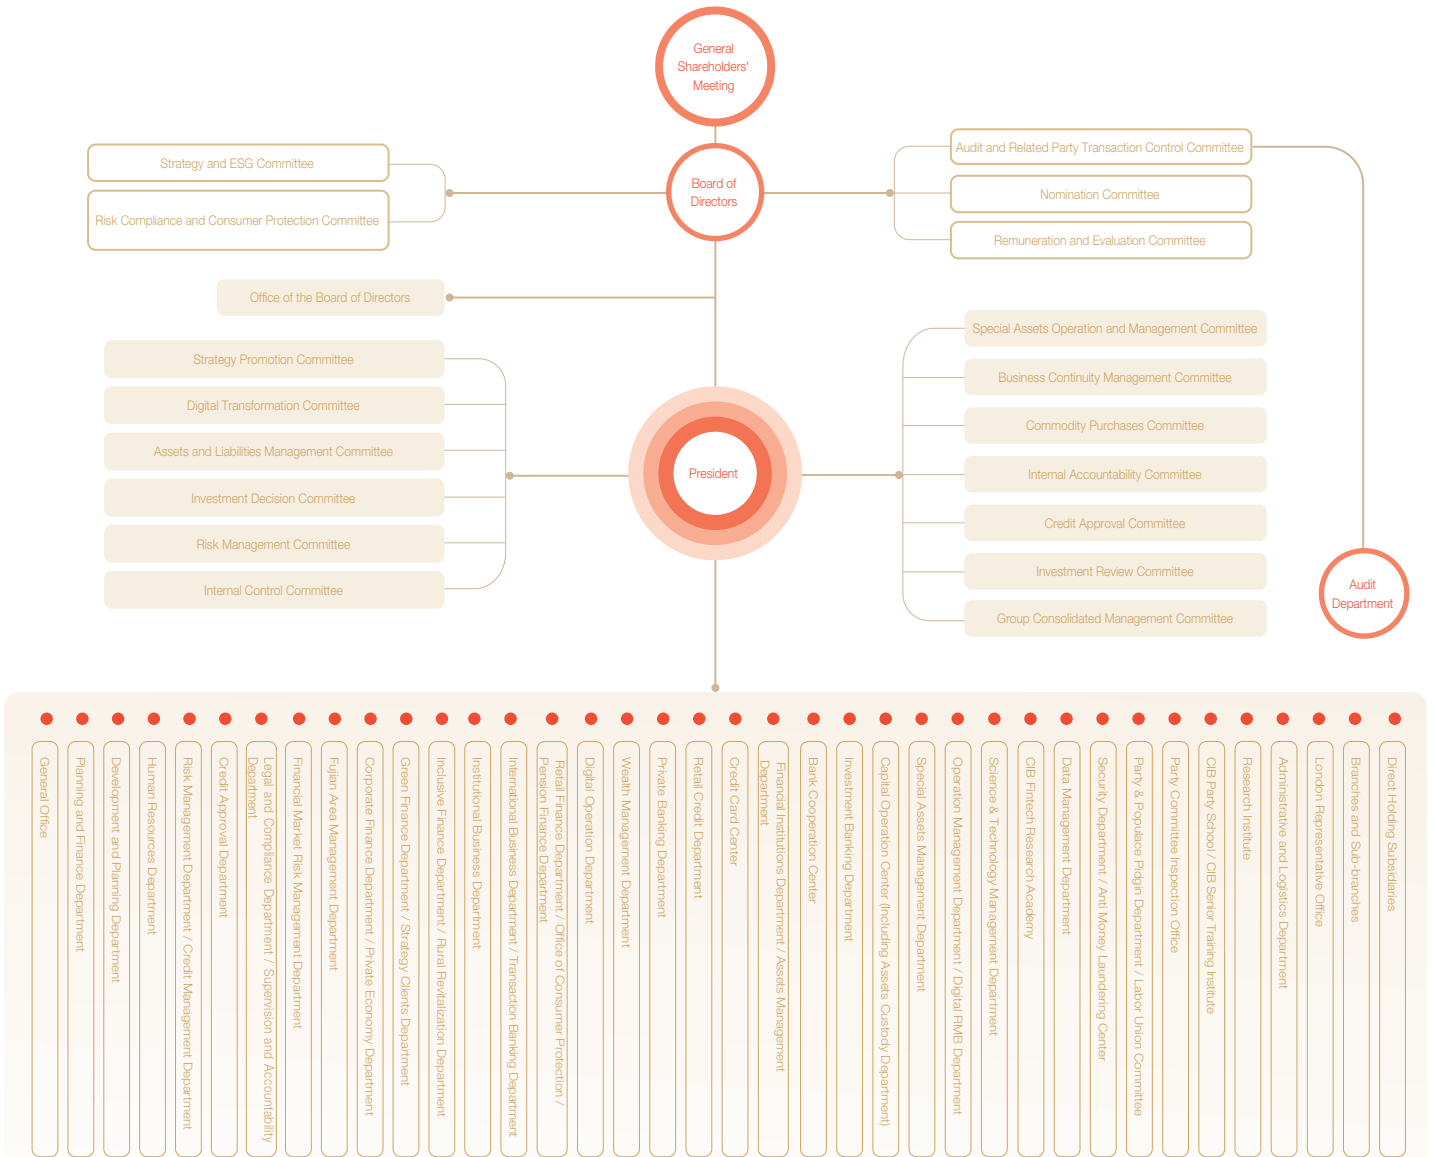 General
Shareholders'
Meeting
Board of
Directors
Strategy and ESG Committee
Risk Compliance and Consumer Protection Committee
Audit and Related Party Transaction Control Committee
Nomination Committee
Remuneration and Evaluation Committee
Office of the Board of Directors
Strategy Promotion Committee
Digital Transformation Committee
Assets and Liabilities Management Committee
Investment Decision Committee
Risk Management Committee
Internal Control Committee
President
Special Assets Operation and Management Committee
Business Continuity Management Committee
Commodity Purchases Committee
Internal Accountability Committee
Credit Approval Committee
Investment Review Committee
Group Consolidated Management Committee
Audit
Department
General Office
Planning and Finance Department
Development and Planning Department
Human Resources Department
Risk Management Department / Credit Management Department
Credit Approval Department
Legal and Compliance Department / Supervision and Accountability
Department
Financial Market Risk Management Department
Fujian Area Management Department
Corporate Finance Department / Private Economy Department
Green Finance Department / Strategy Clients Department
Inclusive Finance Department / Rural Revitalization Department
Institutional Business Department
International Business Department / Transaction Banking Department
Retail Finance Department / Office of Consumer Protection /
Pension Finance Department
Digital Operation Department
Wealth Management Department
Private Banking Department
Retail Credit Department
Credit Card Center
Financial Institutions Department / Assets Management
Department
Bank Cooperation Center
Investment Banking Department
Capital Operation Center (Including Assets Custody Department)
Special Assets Management Department
Operation Management Depnent / Digital RMB Department
Science & Technology Management Department
CIB Fintech Research Academy
Data Management Department
Security Department / Anti Money Laundering Center
Party & Populace Pidgin Department / Labor Union Committee
Party Committee Inspection Office
CIB Party School / CIB Senior Training Institute
Research Institute
Administrative and Logistics Department
London Representative Office
Branches and Sub-branches
Direct Holding Subsidiaries